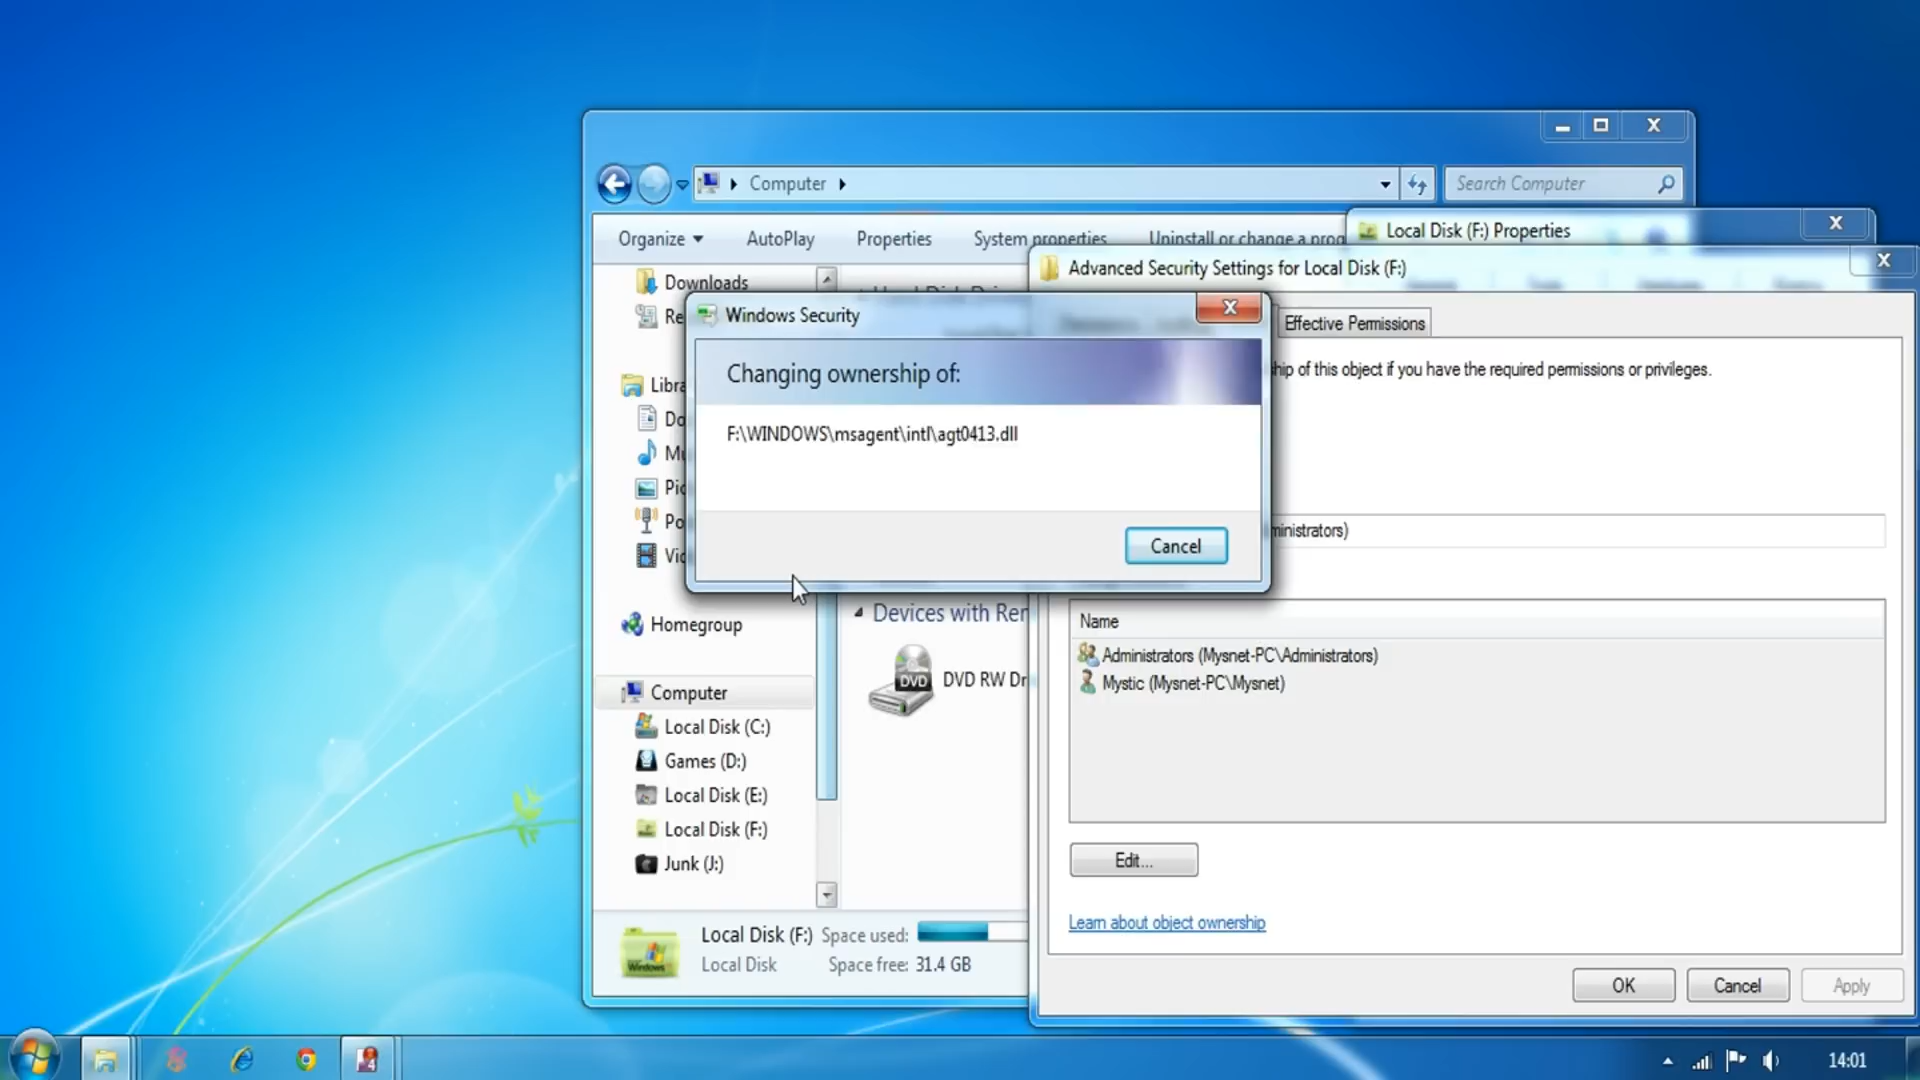 Computer
Search Computer
Organize
AutoPlay
Properties
System properties
Uninstall or change a prog
Local Disk (F:) Properties
Advanced Security Settings for Local Disk (F:)
Downloads
Re
Windows Security
Effective Permissions
Changing ownership of:
hip of this object if you have the required permissions or privileges.
Libra
Do
F:\WINDOWS\msagent\intl\agt0413.dll
Mu
Pic
Po
ministrators)
Vid
Cancel
Homegroup
Devices with Rem
Name
Administrators (Mysnet-PC\Administrators)
DVD
DVD RW Dr
Mystic (Mysnet-PC\Mysnet)
Computer
Local Disk (C:)
Games (D:)
Local Disk (E:)
Local Disk (F:)
Junk (J:)
Edit...
Learn about object ownership
Local Disk (F:)
Space used:
Windows
Local Disk
Space free: 31.4 GB
OK
Cancel
Apply
14:01